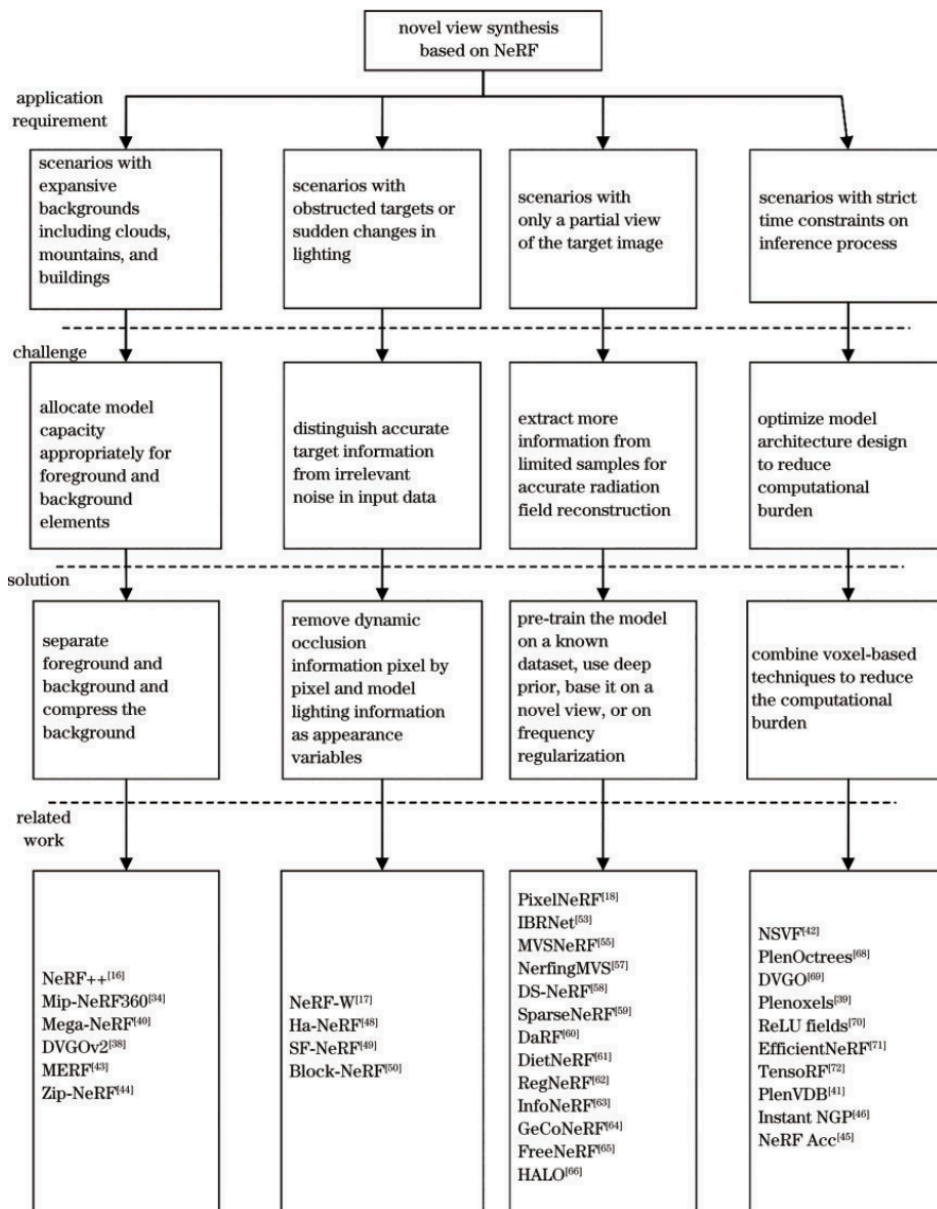 novel view synthesis
based on NeRF
application
requirement
scenarios with
expansive
backgrounds
including clouds,
mountains, and
buildings
scenarios with
obstructed targets or
sudden changes in
lighting
scenarios with
only a partial view
of the target image
scenarios with strict
time constraints on
inference process
challenge
allocate model
capacity
appropriately for
foreground and
background
elements
distinguish accurate
target information
from irrelevant
noise in input data
extract more
information from
limited samples for
accurate radiation
field reconstruction
optimize model
architecture design
to reduce
computational
burden
solution
separate
foreground and
background and
compress the
background
remove dynamic
occlusion
information pixel by
pixel and model
lighting information
as appearance
variables
pre-train the model
on a known
dataset, use deep
prior, base it on a
novel view, or on
frequency
regularization
combine voxel-based
techniques to reduce
the computational
burden
related
work
NeRF++[16]
Mip-NeRF360[34]
Mega-NeRF[40]
DVGOv2[38]
MERF[43]
Zip-NeRF[44]
NeRF-W[17]
Ha-NeRF[48]
SF-NeRF[49]
Block-NeRF[50]
PixelNeRF[18]
IBRNet[53]
MVSNeRF[55]
NerfingMVS[57]
DS-NeRF[58]
SparseNeRF[59]
DaRF[60]
DietNeRF[61]
RegNeRF[62]
InfoNeRF[63]
GeCoNeRF[64]
FreeNeRF[65]
HALO[66]
NSVF[42]
PlenOctrees[68]
DVGO[69]
Plenoxels[39]
ReLU fields[70]
EfficientNeRF[71]
TensoRF[72]
PlenVDB[41]
Instant NGP[46]
NeRF Acc[45]